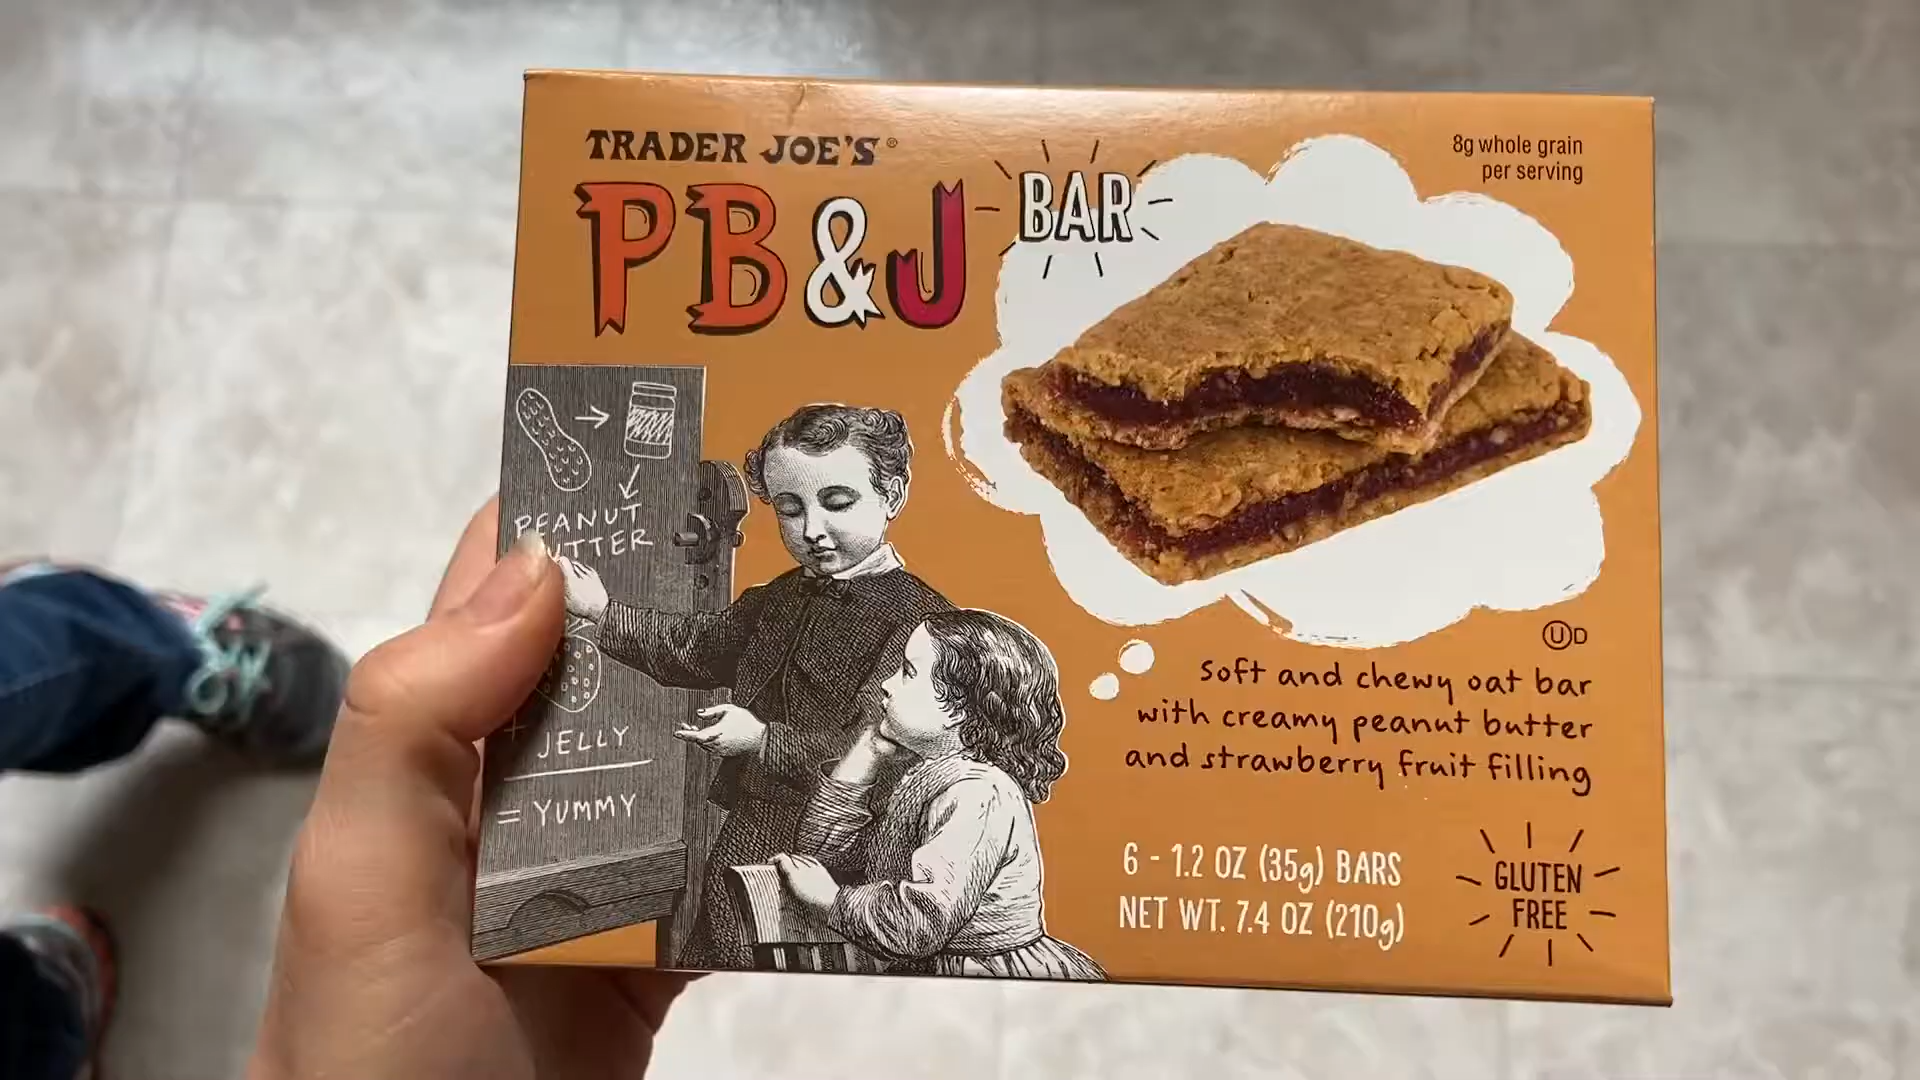 TRADER JOE'S®
PB&J BAR
8g whole grain
per serving
PEANUT
+ JELLY
= YUMMY
UD
Soft and chewy oat bar
with creamy peanut butter
and strawberry fruit filling
6 - 1.2 OZ (35g) BARS
NET WT. 7.4 OZ (210g)
GLUTEN
FREE